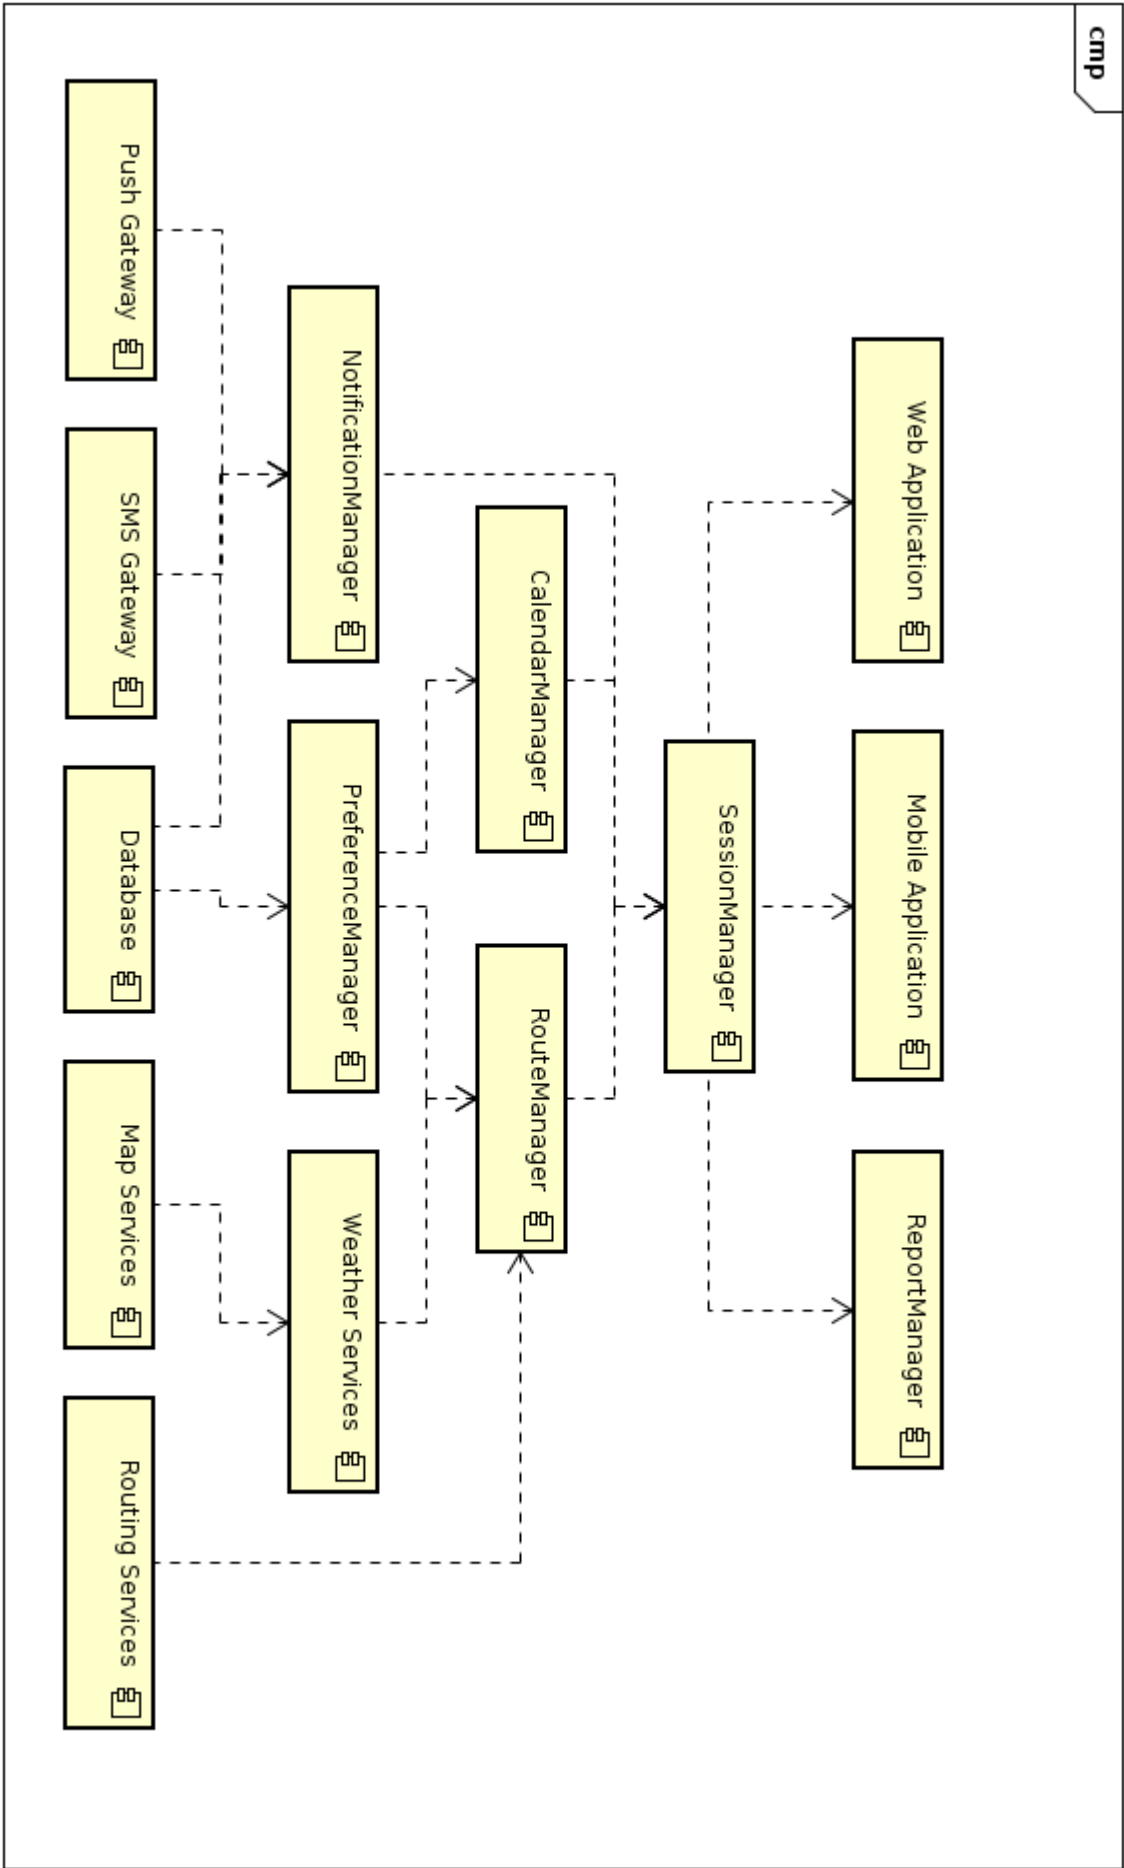 cmp
Web Application
Mobile Application
ReportManager
SessionManager
CalendarManager
RouteManager
NotificationManager
PreferenceManager
Weather Services
Push Gateway
SMS Gateway
Database
Map Services
Routing Services